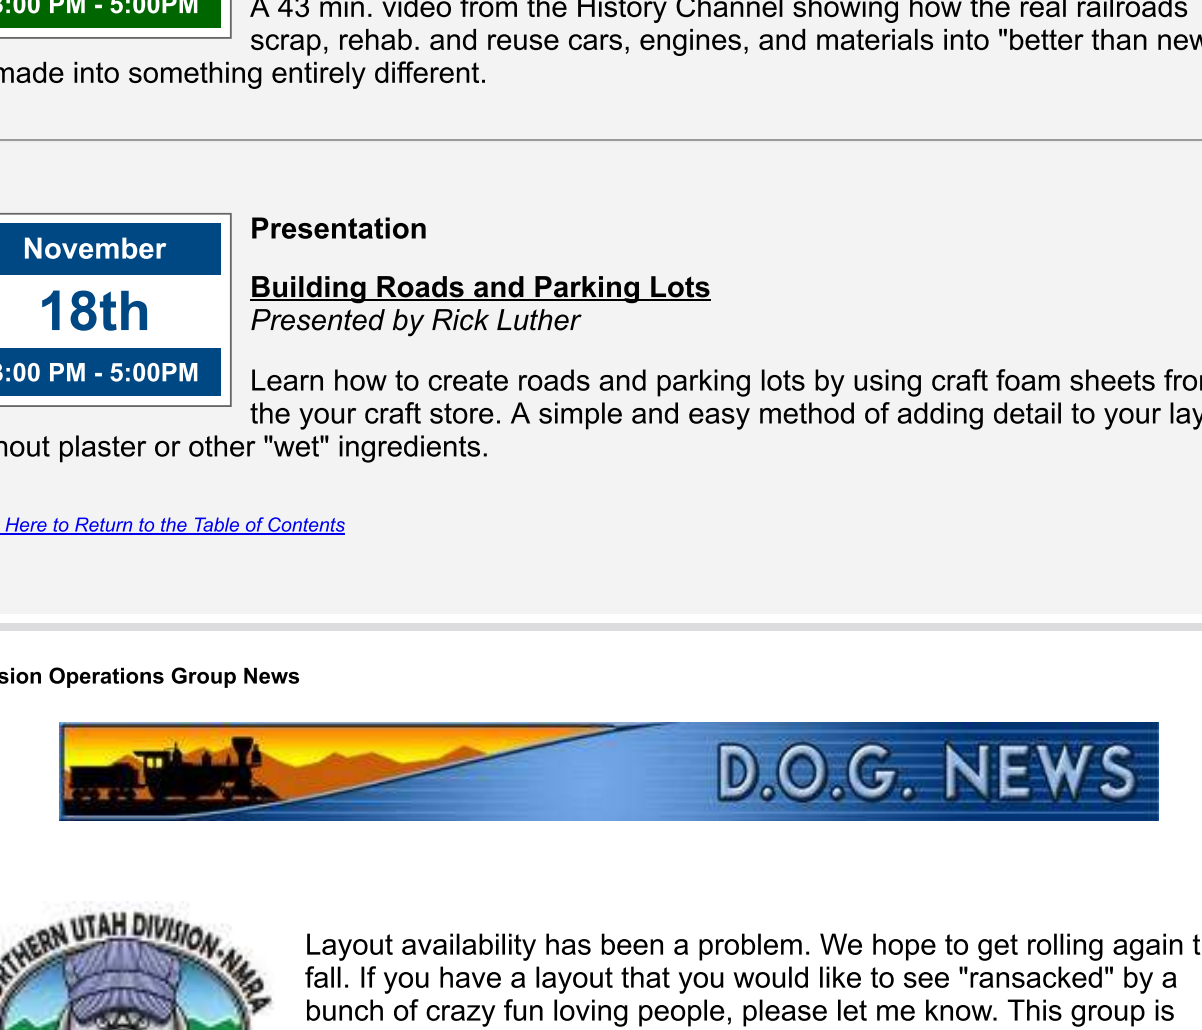 :00 PM - 5:00PM
A 43 min. video from the History Channel showing how the real railroads
scrap, rehab. and reuse cars, engines, and materials into "better than new
made into something entirely different.
Presentation
November
18th
3:00 PM - 5:00PM
Building Roads and Parking Lots
Presented by Rick Luther
Learn how to create roads and parking lots by using craft foam sheets fro
the your craft store. A simple and easy method of adding detail to your lay
hout plaster or other "wet" ingredients.
Here to Return to the Table of Contents
sion Operations Group News
D.O.G. NEWS
ORTHERN UTAH DIVISION-NMRA
Layout availability has been a problem. We hope to get rolling again t
fall. If you have a layout that you would like to see "ransacked" by a
bunch of crazy fun loving people, please let me know. This group is